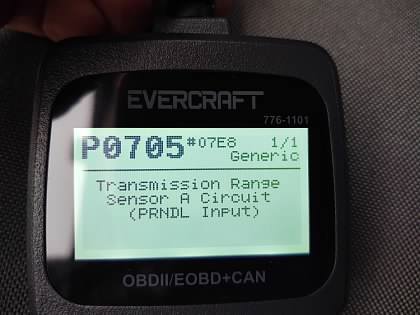 EVERCRAFT
776-1101
P0705 #07E8 1/1
Generic
Transmission Range
Sensor A Circuit
(PRNDL Input)
OBDII/EOBD+CAN